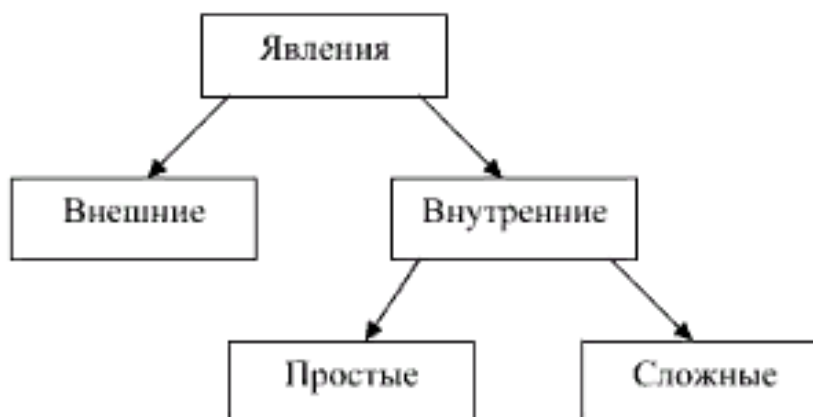 Явления
Внешние
Внутренние
Простые
Сложные